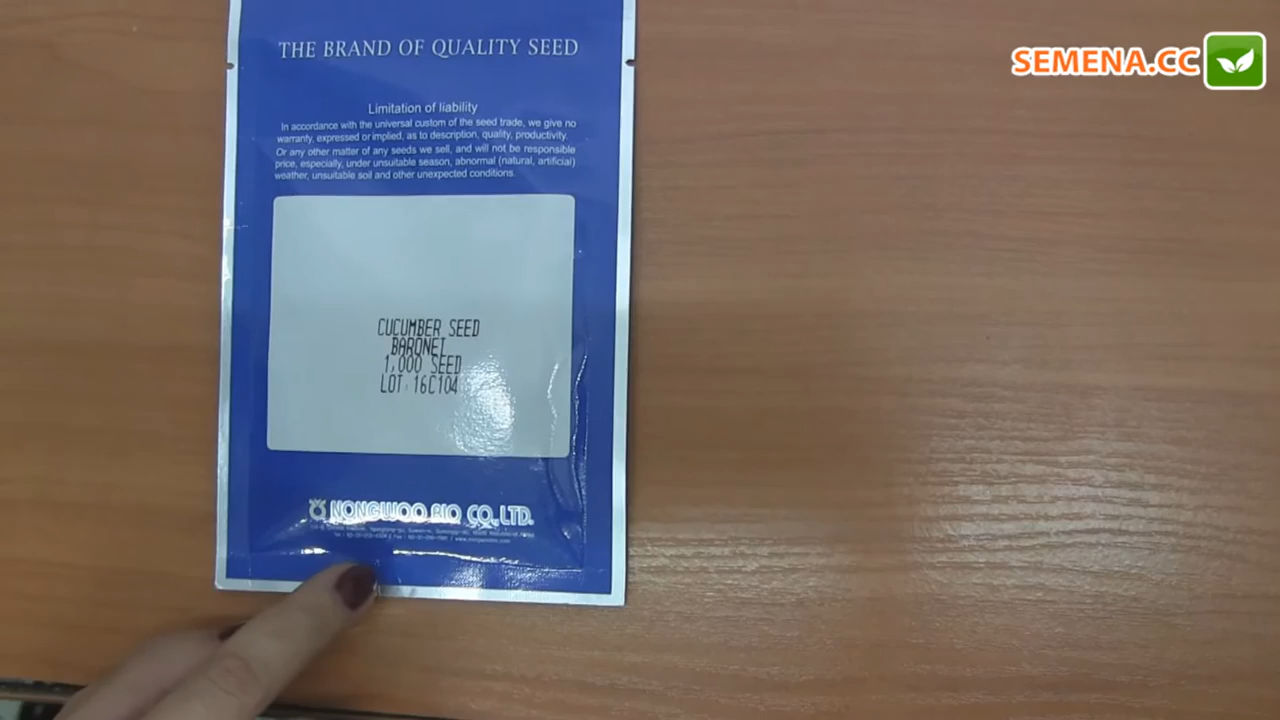 THE BRAND OF QUALITY SEED
SEMENA.CC
Limitation of liability
In accordance with the universal custom of the seed trade, we give no
warranty, expressed or implied, as to description, quality, productivity.
Or any other matter of any seeds we sell, and will not be responsible
price, especially, under unsuitable season, abnormal (natural, artificial)
weather, unsuitable soil and other unexpected conditions.
CUCUMBER SEED
BARONET
1,000 SEED
LOT: 16C104
NONGWOO BIO CO., LTD.